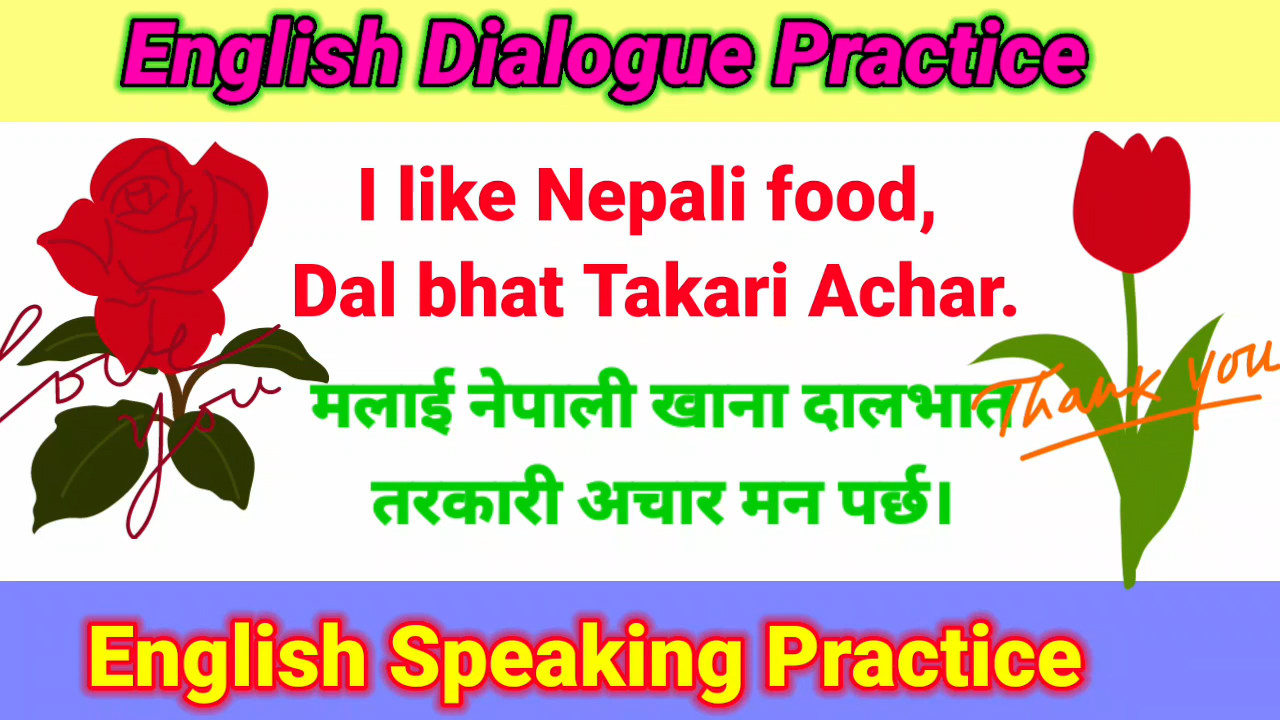 English Dialogue Practice
I like Nepali food,
Dal bhat Takari Achar.
मलाई नेपाली खाना दालभात
तरकारी अचार मन पर्छ।
love
you
Thank you
English Speaking Practice